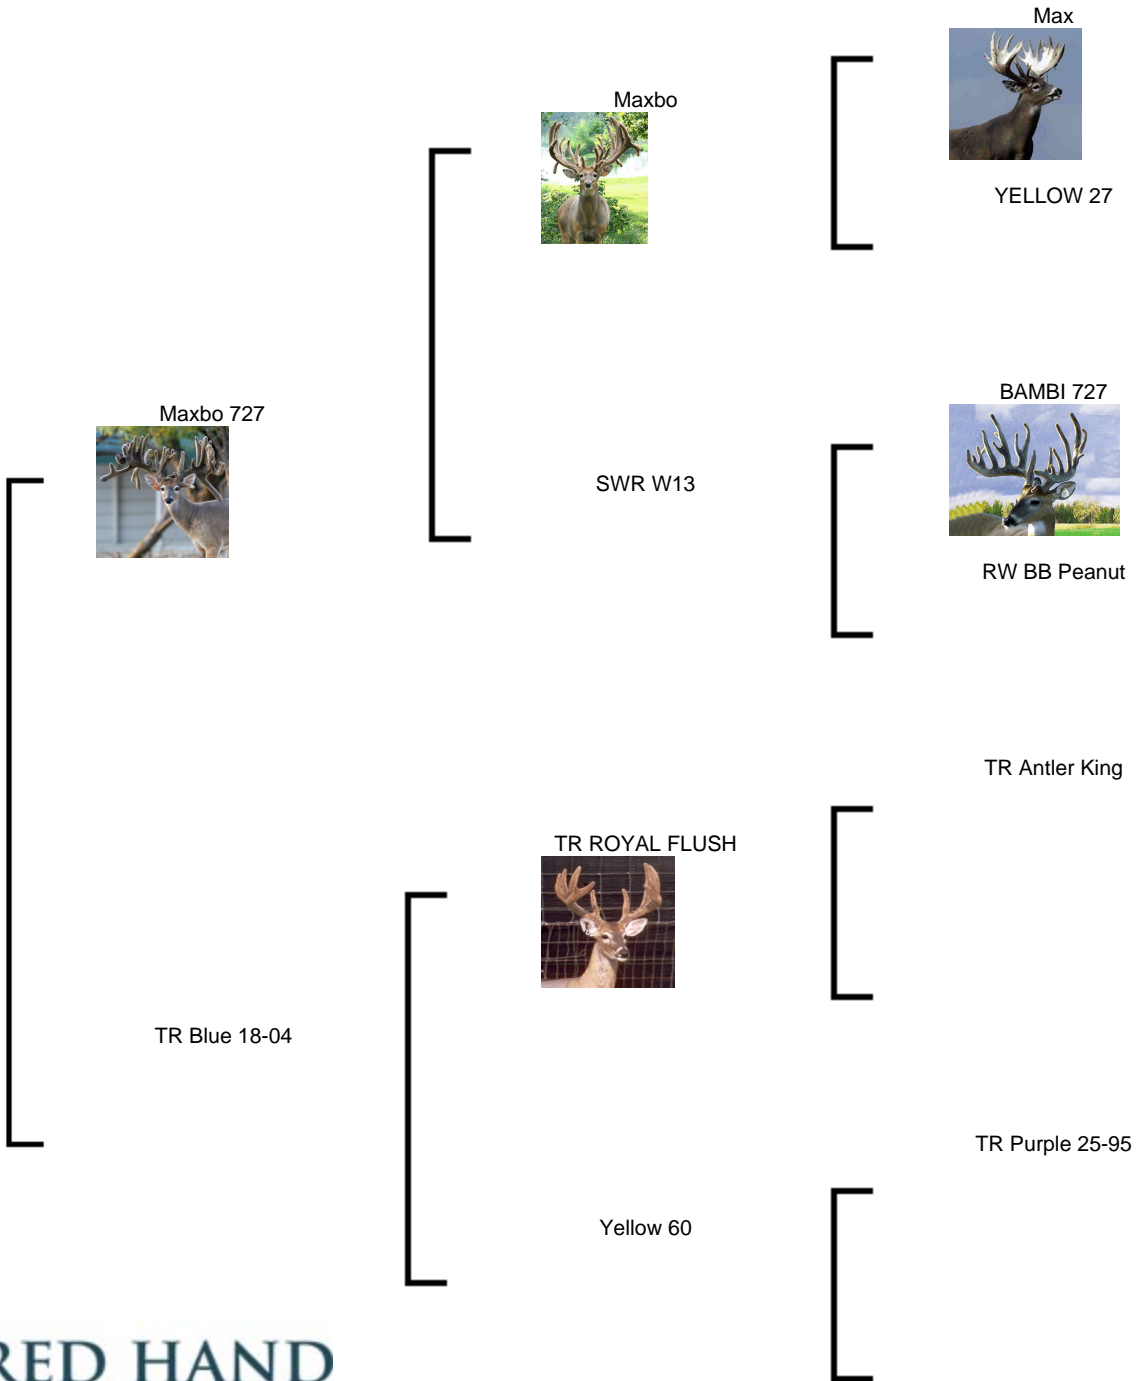 Max
Maxbo
YELLOW 27
BAMBI 727
Maxbo 727
SWR W13
RW BB Peanut
TR Antler King
TR ROYAL FLUSH
TR Blue 18-04
TR Purple 25-95
Yellow 60
RED HAND